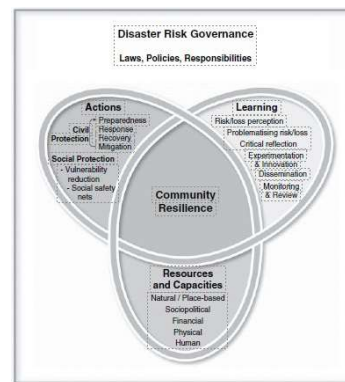 Disaster Risk Governance
Laws, Policies, Responsibilities
Actions
Civil Protection
Preparedness
Response
Recovery
Mitigation
Social Protection
- Vulnerability
reduction
- Social safety
nets
Learning
Risk/loss perception
Problematising risk/loss
Critical reflection
Experimentation
& Innovation
Dissemination
Monitoring
& Review
Community
Resilience
Resources
and Capacities
Natural / Place-based
Sociopolitical
Financial
Physical
Human